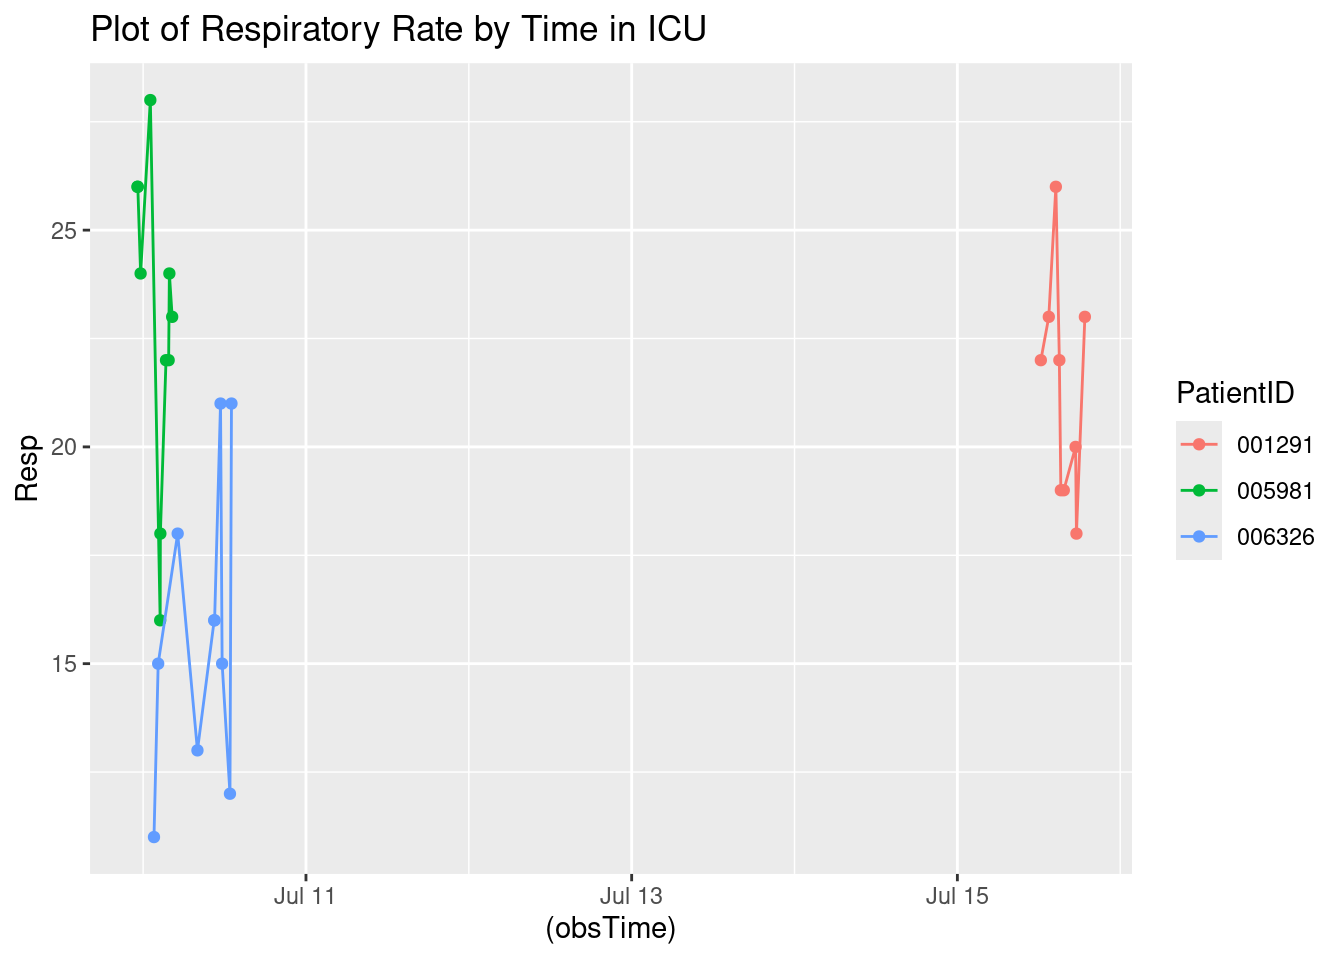 Plot of Respiratory Rate by Time in ICU
Resp
25
20
15
Jul 11
Jul 13
Jul 15
(obsTime)
PatientID
001291
005981
006326